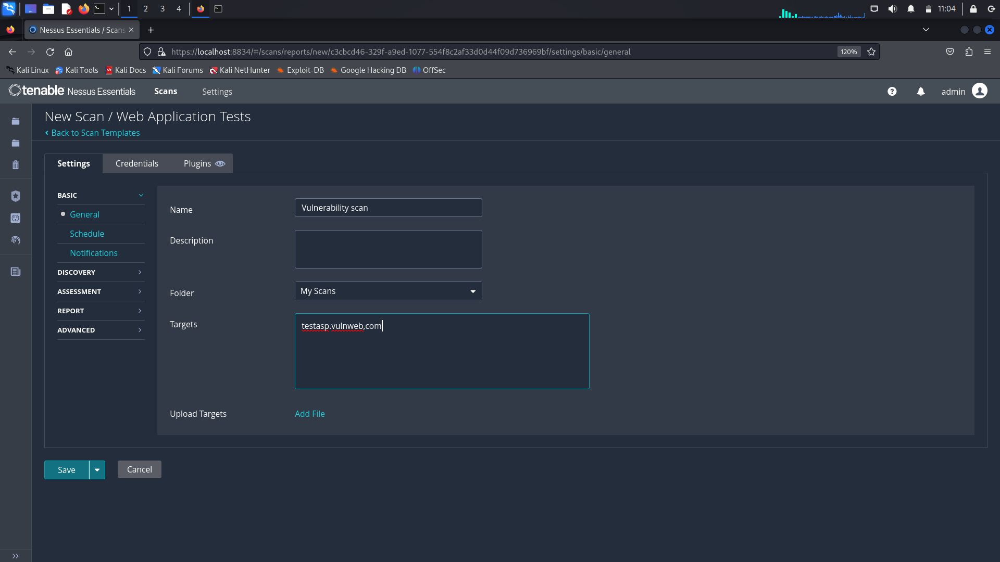 1 2 3 4 11:04
Nessus Essentials / Scans
https://localhost:8834/#/scans/reports/new/c3cbcd46-329f-a9ed-1077-554f8c2af33d0d44f09d736969bf/settings/basic/general 120%
Kali Linux Kali Tools Kali Docs Kali Forums Kali NetHunter Exploit-DB Google Hacking DB OffSec
tenable Nessus Essentials Scans Settings admin
New Scan / Web Application Tests
Back to Scan Templates
Settings Credentials Plugins
BASIC
General
Schedule
Notifications
DISCOVERY
ASSESSMENT
REPORT
ADVANCED
Name Vulnerability scan
Description
Folder My Scans
Targets testasp.vulnweb,com
Upload Targets Add File
Save Cancel